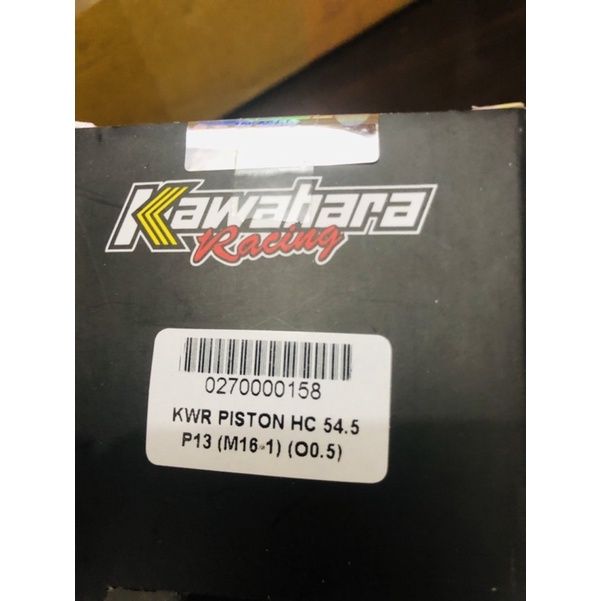 Kawahara
Racing
0270000158
KWR PISTON HC 54.5
P13 (M16-1) (O0.5)